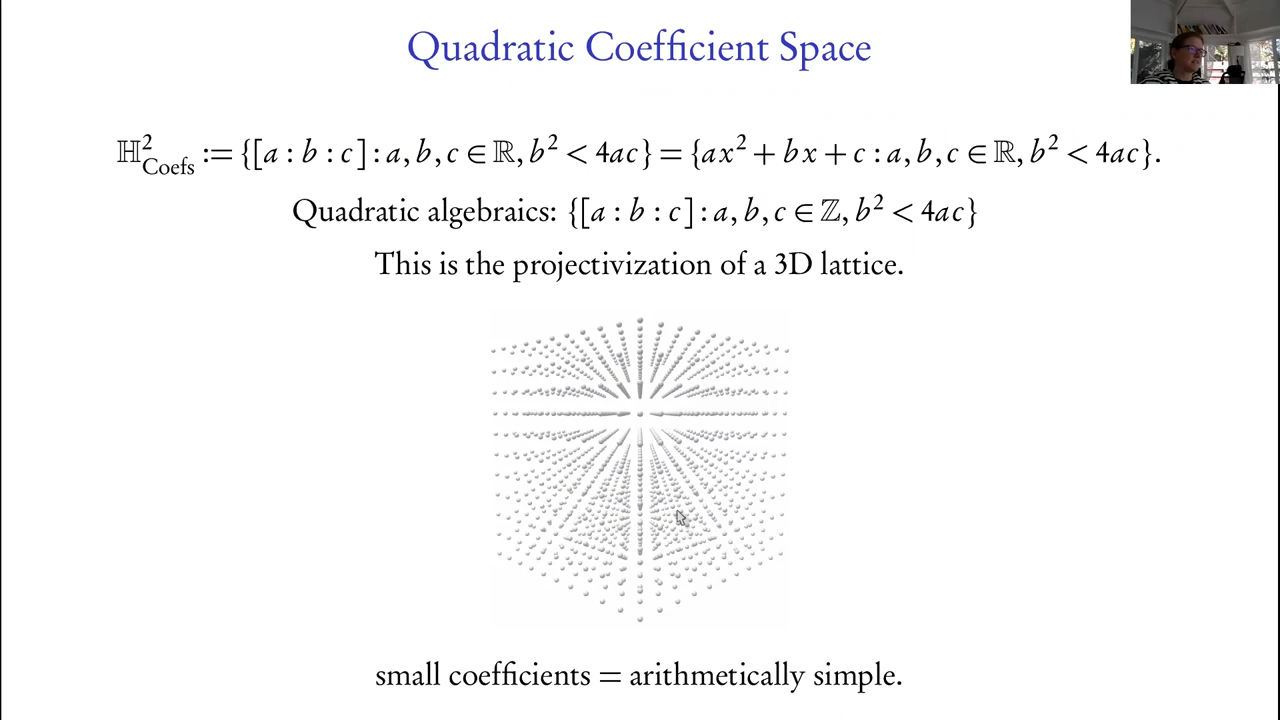 Quadratic Coefficient Space
ℍ²_Coefs := {[a : b : c] : a, b, c ∈ ℝ, b² < 4ac} = {ax² + bx + c : a, b, c ∈ ℝ, b² < 4ac}.
Quadratic algebraics: {[a : b : c] : a, b, c ∈ ℤ, b² < 4ac}
This is the projectivization of a 3D lattice.
small coefficients = arithmetically simple.